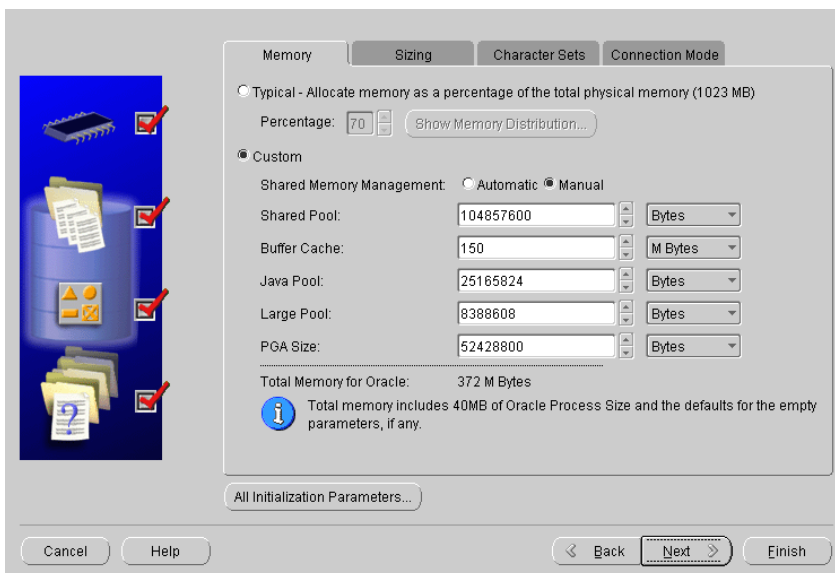 Memory Sizing Character Sets Connection Mode
Typical - Allocate memory as a percentage of the total physical memory (1023 MB)
Percentage: 70 Show Memory Distribution...
Custom
Shared Memory Management: Automatic Manual
Shared Pool: 104857600 Bytes
Buffer Cache: 150 M Bytes
Java Pool: 25165824 Bytes
Large Pool: 8388608 Bytes
PGA Size: 52428800 Bytes
Total Memory for Oracle: 372 M Bytes
Total memory includes 40MB of Oracle Process Size and the defaults for the empty
parameters, if any.
All Initialization Parameters...
Cancel Help Back Next Finish